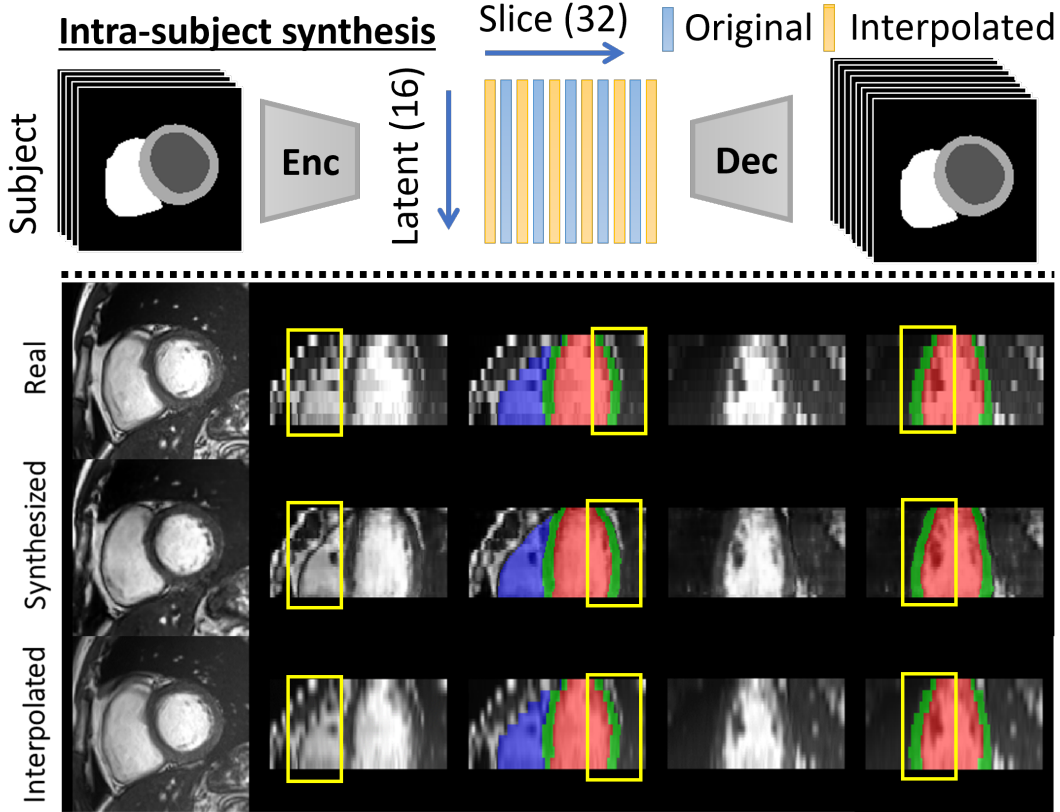 Intra-subject synthesis
Slice (32)
Original
Interpolated
Subject
Enc
Latent (16)
Dec
Real
Synthesized
Interpolated